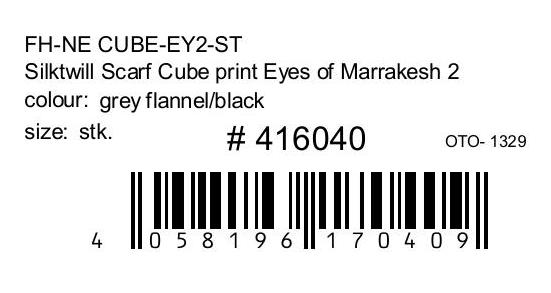 FH-NE CUBE-EY2-ST
Silktwill Scarf Cube print Eyes of Marrakesh 2
colour: grey flannel/black
size: stk.
# 416040
OTO- 1329
4 058196 170409